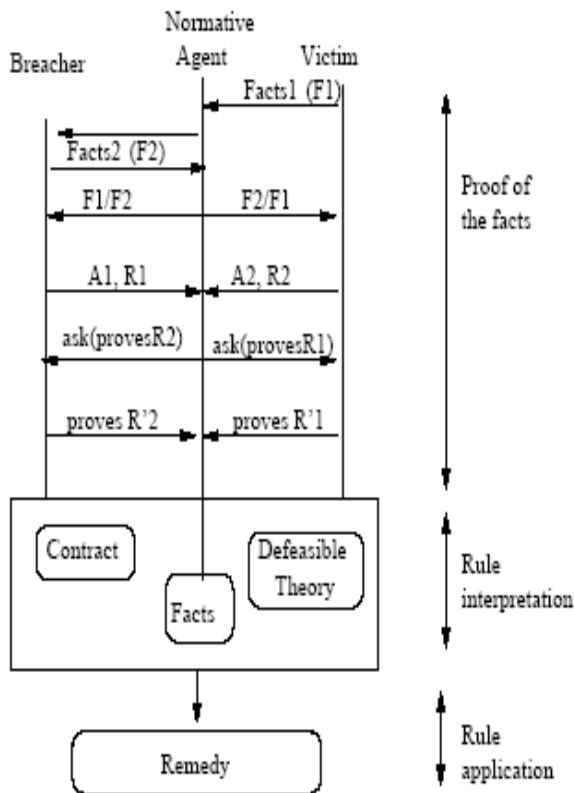 Normative
Breacher Agent Victim
Facts1 (F1)
Facts2 (F2)
F1/F2 F2/F1
Proof of
the facts
A1, R1 A2, R2
ask(provesR2) ask(provesR1)
proves R'2 proves R'1
Contract Defeasible
Theory
Facts
Rule
interpretation
Remedy
Rule
application